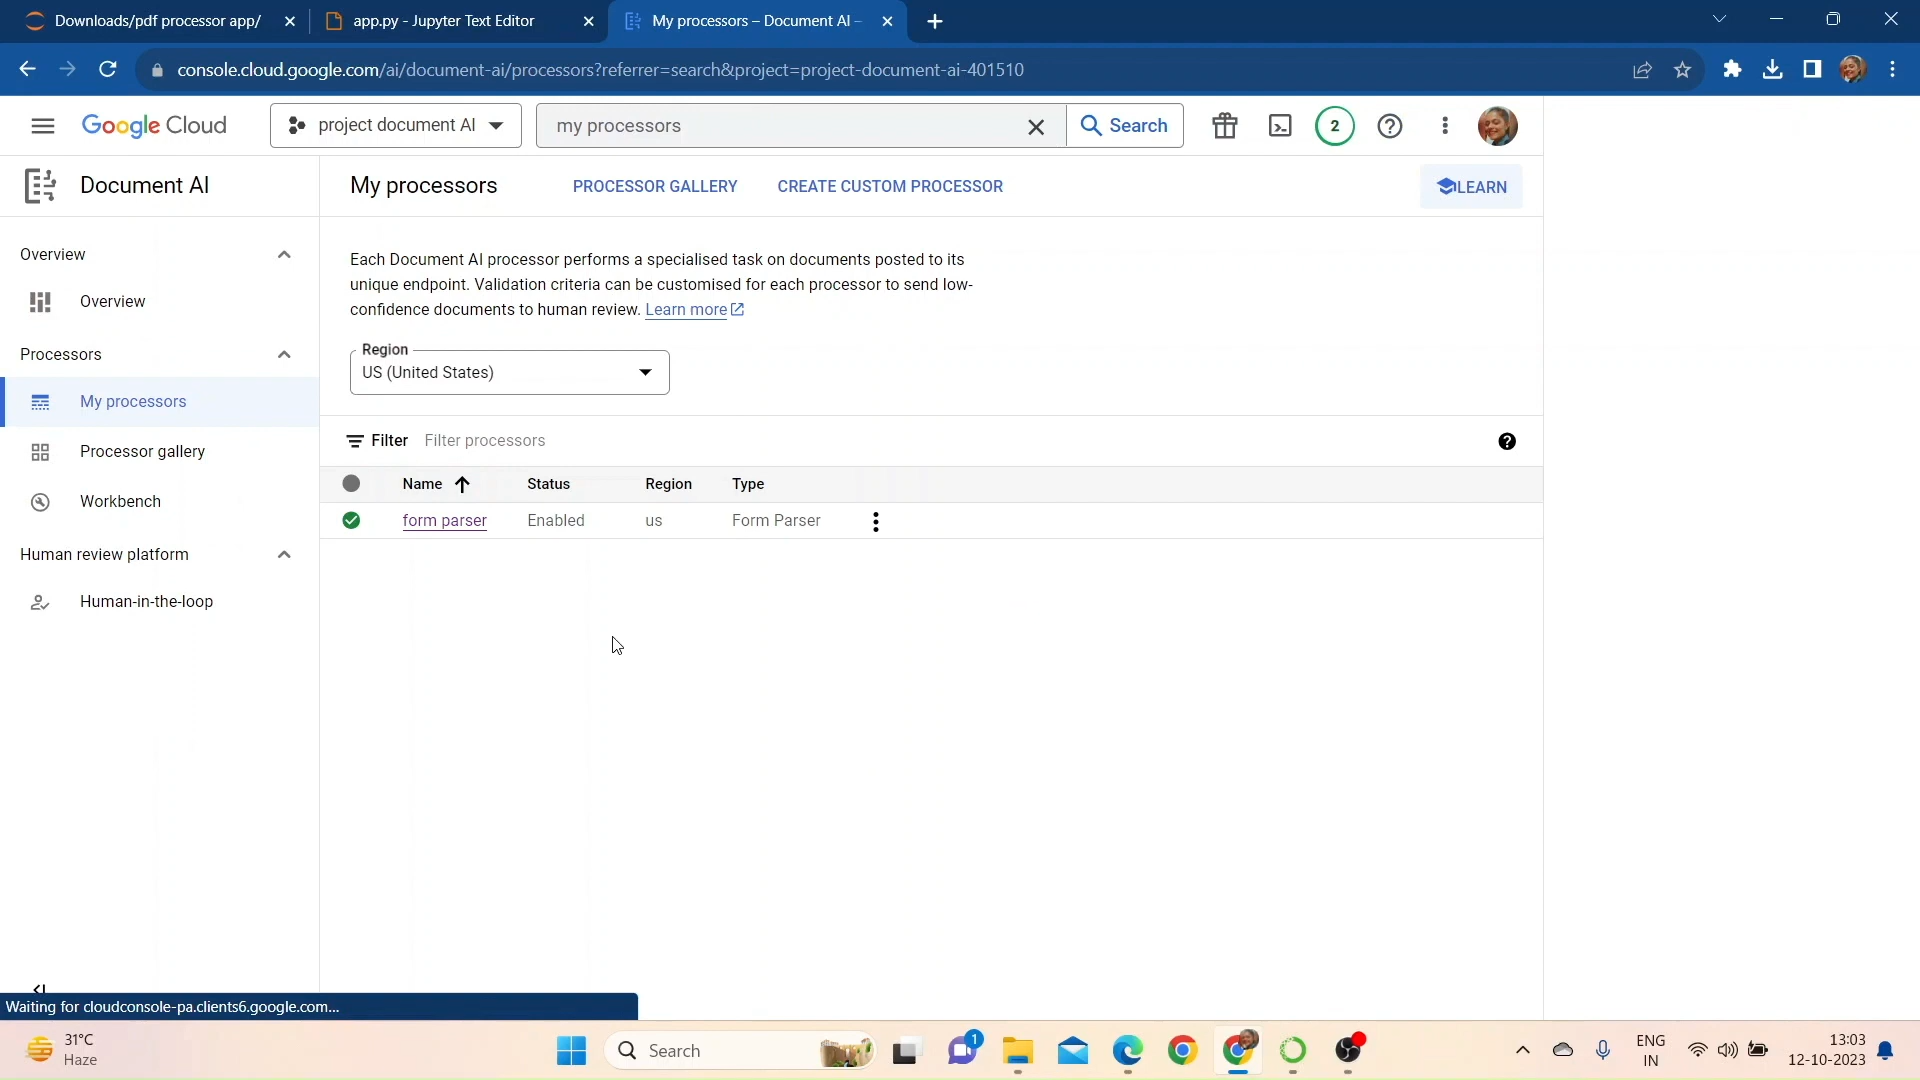 Downloads/pdf processor app/
app.py - Jupyter Text Editor
My processors – Document AI –
console.cloud.google.com/ai/document-ai/processors?referrer=search&project=project-document-ai-401510
Google Cloud
project document AI
my processors
Search
2
Document AI
My processors
PROCESSOR GALLERY
CREATE CUSTOM PROCESSOR
LEARN
Overview
Overview
Processors
My processors
Processor gallery
Workbench
Human review platform
Human-in-the-loop
Each Document AI processor performs a specialised task on documents posted to its
unique endpoint. Validation criteria can be customised for each processor to send low-
confidence documents to human review. Learn more
Region
US (United States)
Filter Filter processors
Name Status Region Type
form parser Enabled us Form Parser
Waiting for cloudconsole-pa.clients6.google.com...
31°C
Haze
Search
1
ENG
IN
13:03
12-10-2023